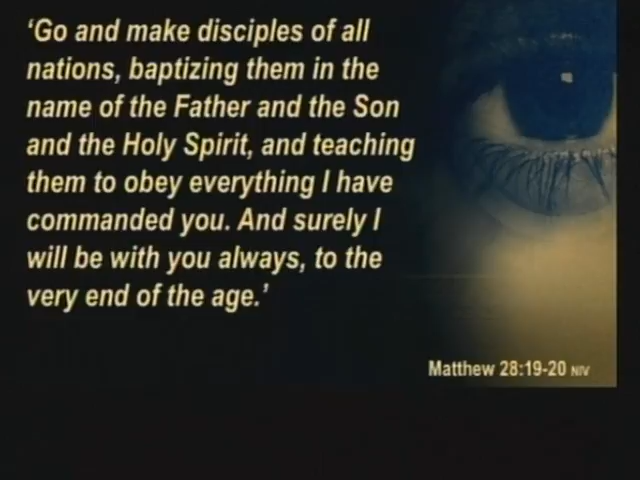 ‘Go and make disciples of all
nations, baptizing them in the
name of the Father and the Son
and the Holy Spirit, and teaching
them to obey everything I have
commanded you. And surely I
will be with you always, to the
very end of the age.’
Matthew 28:19-20 NIV